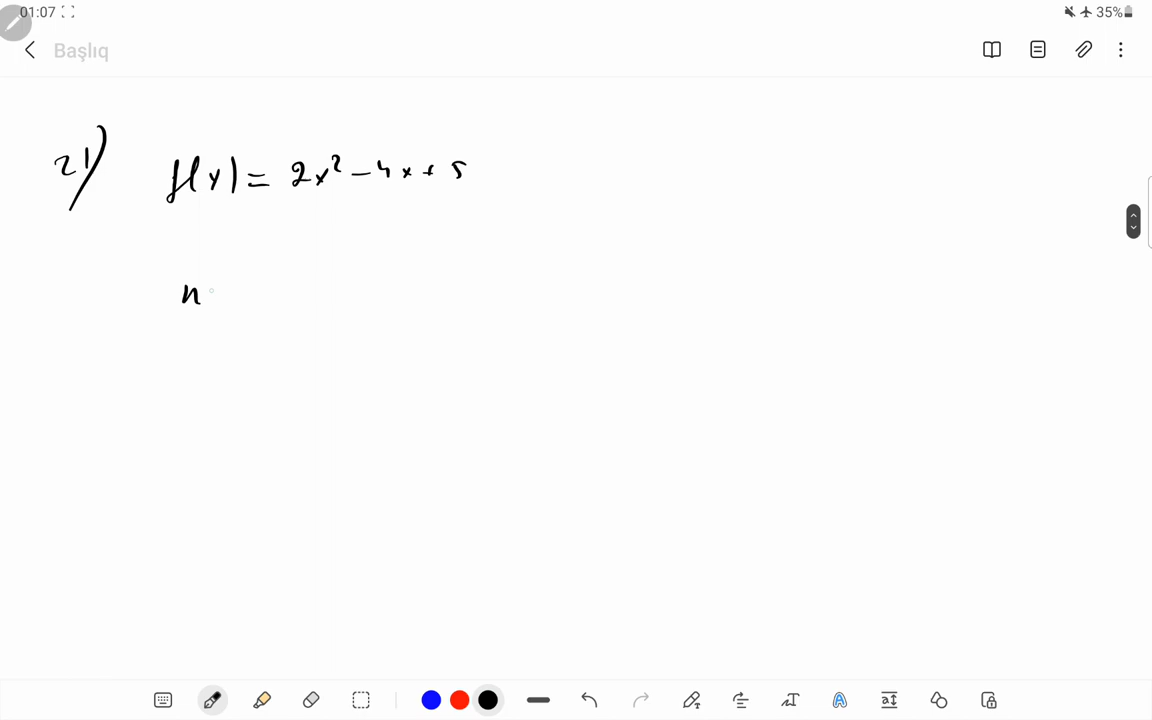 01:07 35%
Başlıq
21) f(x) = 2x² - 4x + 5
n